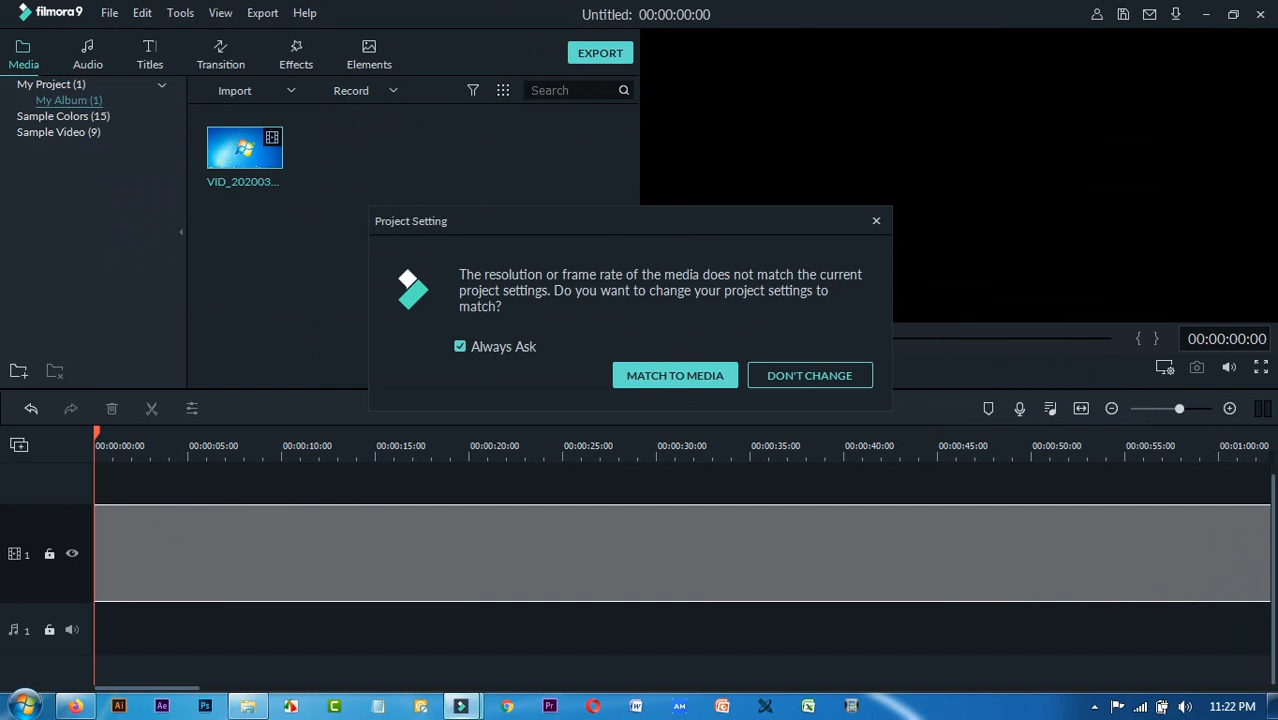 filmora9 File Edit Tools View Export Help Untitled: 00:00:00:00
Media Audio Titles Transition Effects Elements EXPORT
My Project (1)
My Album (1)
Sample Colors (15)
Sample Video (9)
Import Record Search
VID_202003...
Project Setting
The resolution or frame rate of the media does not match the current
project settings. Do you want to change your project settings to
match?
Always Ask
MATCH TO MEDIA DON'T CHANGE
{ } 00:00:00:00
00:00:00:00 00:00:05:00 00:00:10:00 00:00:15:00 00:00:20:00 00:00:25:00 00:00:30:00 00:00:35:00 00:00:40:00 00:00:45:00 00:00:50:00 00:00:55:00 00:01:00:00
1
1
Ai Ae Ps C Pr W AM 11:22 PM